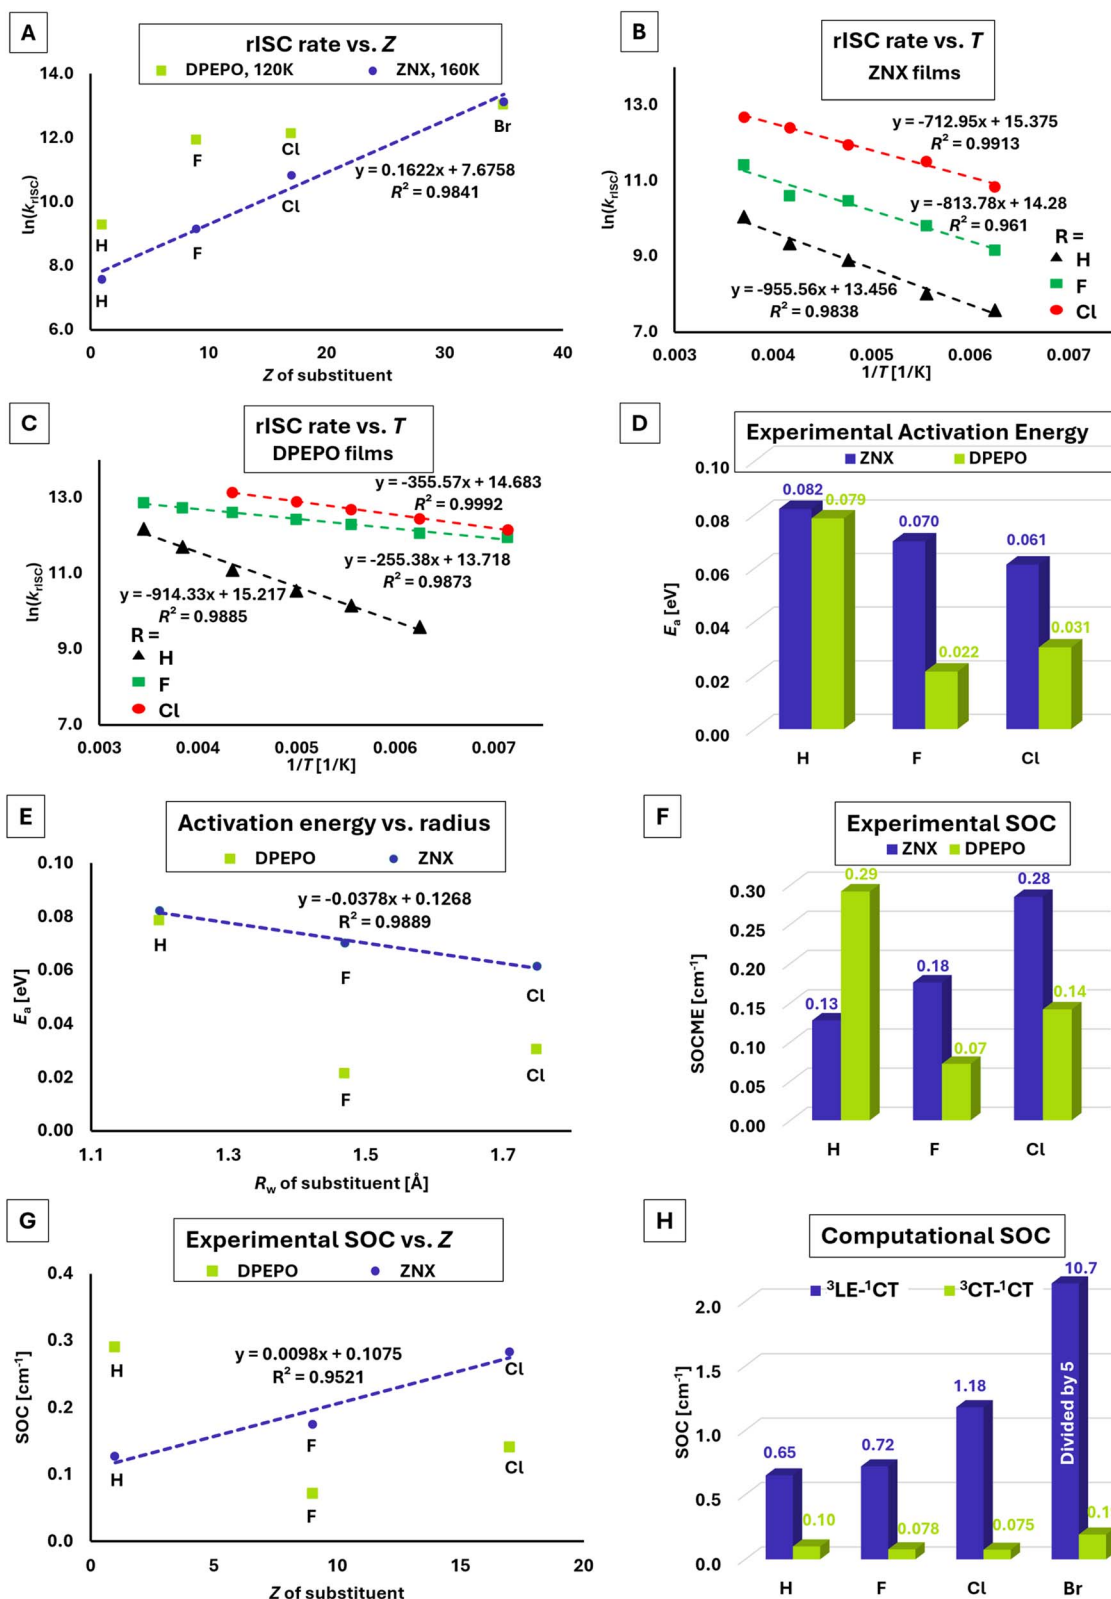 A
rISC rate vs. Z
DPEPO, 120K
ZNX, 160K
14.0
12.0
10.0
8.0
6.0
ln(k_rISC)
H
F
Cl
Br
H
F
Cl
y = 0.1622x + 7.6758
R² = 0.9841
0
10
20
30
40
Z of substituent
B
rISC rate vs. T
ZNX films
13.0
11.0
9.0
7.0
ln(k_rISC)
y = -712.95x + 15.375
R² = 0.9913
y = -813.78x + 14.28
R² = 0.961
y = -955.56x + 13.456
R² = 0.9838
R =
H
F
Cl
0.003
0.004
0.005
0.006
0.007
1/T [1/K]
C
rISC rate vs. T
DPEPO films
13.0
11.0
9.0
7.0
ln(k_rISC)
y = -355.57x + 14.683
R² = 0.9992
y = -255.38x + 13.718
R² = 0.9873
y = -914.33x + 15.217
R² = 0.9885
R =
H
F
Cl
0.003
0.004
0.005
0.006
0.007
1/T [1/K]
D
Experimental Activation Energy
ZNX
DPEPO
0.10
0.08
0.06
0.04
0.02
0.00
E_a [eV]
0.082
0.079
0.070
0.022
0.061
0.031
H
F
Cl
E
Activation energy vs. radius
DPEPO
ZNX
0.10
0.08
0.06
0.04
0.02
0.00
E_a [eV]
y = -0.0378x + 0.1268
R² = 0.9889
H
F
Cl
F
Cl
1.1
1.3
1.5
1.7
R_w of substituent [Å]
F
Experimental SOC
ZNX
DPEPO
0.30
0.25
0.20
0.15
0.10
0.05
0.00
SOCME [cm⁻¹]
0.13
0.29
0.18
0.07
0.28
0.14
H
F
Cl
G
Experimental SOC vs. Z
DPEPO
ZNX
0.4
0.3
0.2
0.1
0.0
SOC [cm⁻¹]
y = 0.0098x + 0.1075
R² = 0.9521
H
H
F
F
Cl
Cl
0
5
10
15
20
Z of substituent
H
Computational SOC
³LE-¹CT
³CT-¹CT
2.0
1.5
1.0
0.5
0.0
SOC [cm⁻¹]
0.65
0.10
0.72
0.078
1.18
0.075
10.7
Divided by 5
H
F
Cl
Br